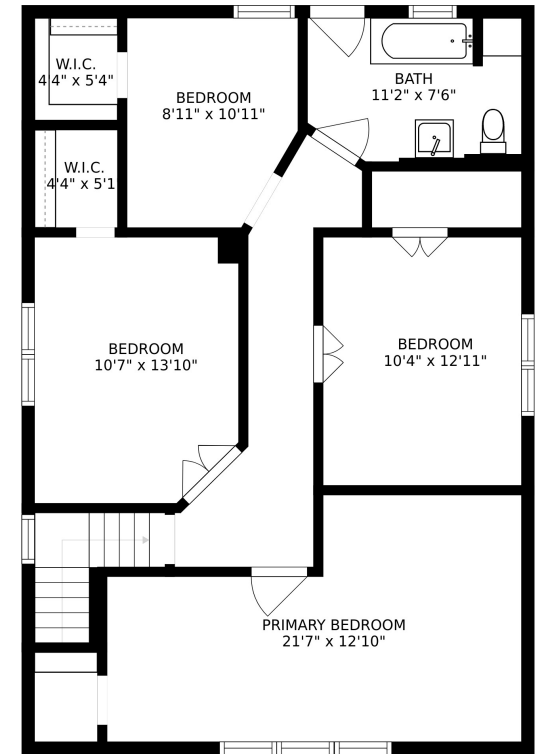 W.I.C.
4'4" x 5'4"
BEDROOM
8'11" x 10'11"
BATH
11'2" x 7'6"
W.I.C.
4'4" x 5'1
BEDROOM
10'7" x 13'10"
BEDROOM
10'4" x 12'11"
PRIMARY BEDROOM
21'7" x 12'10"